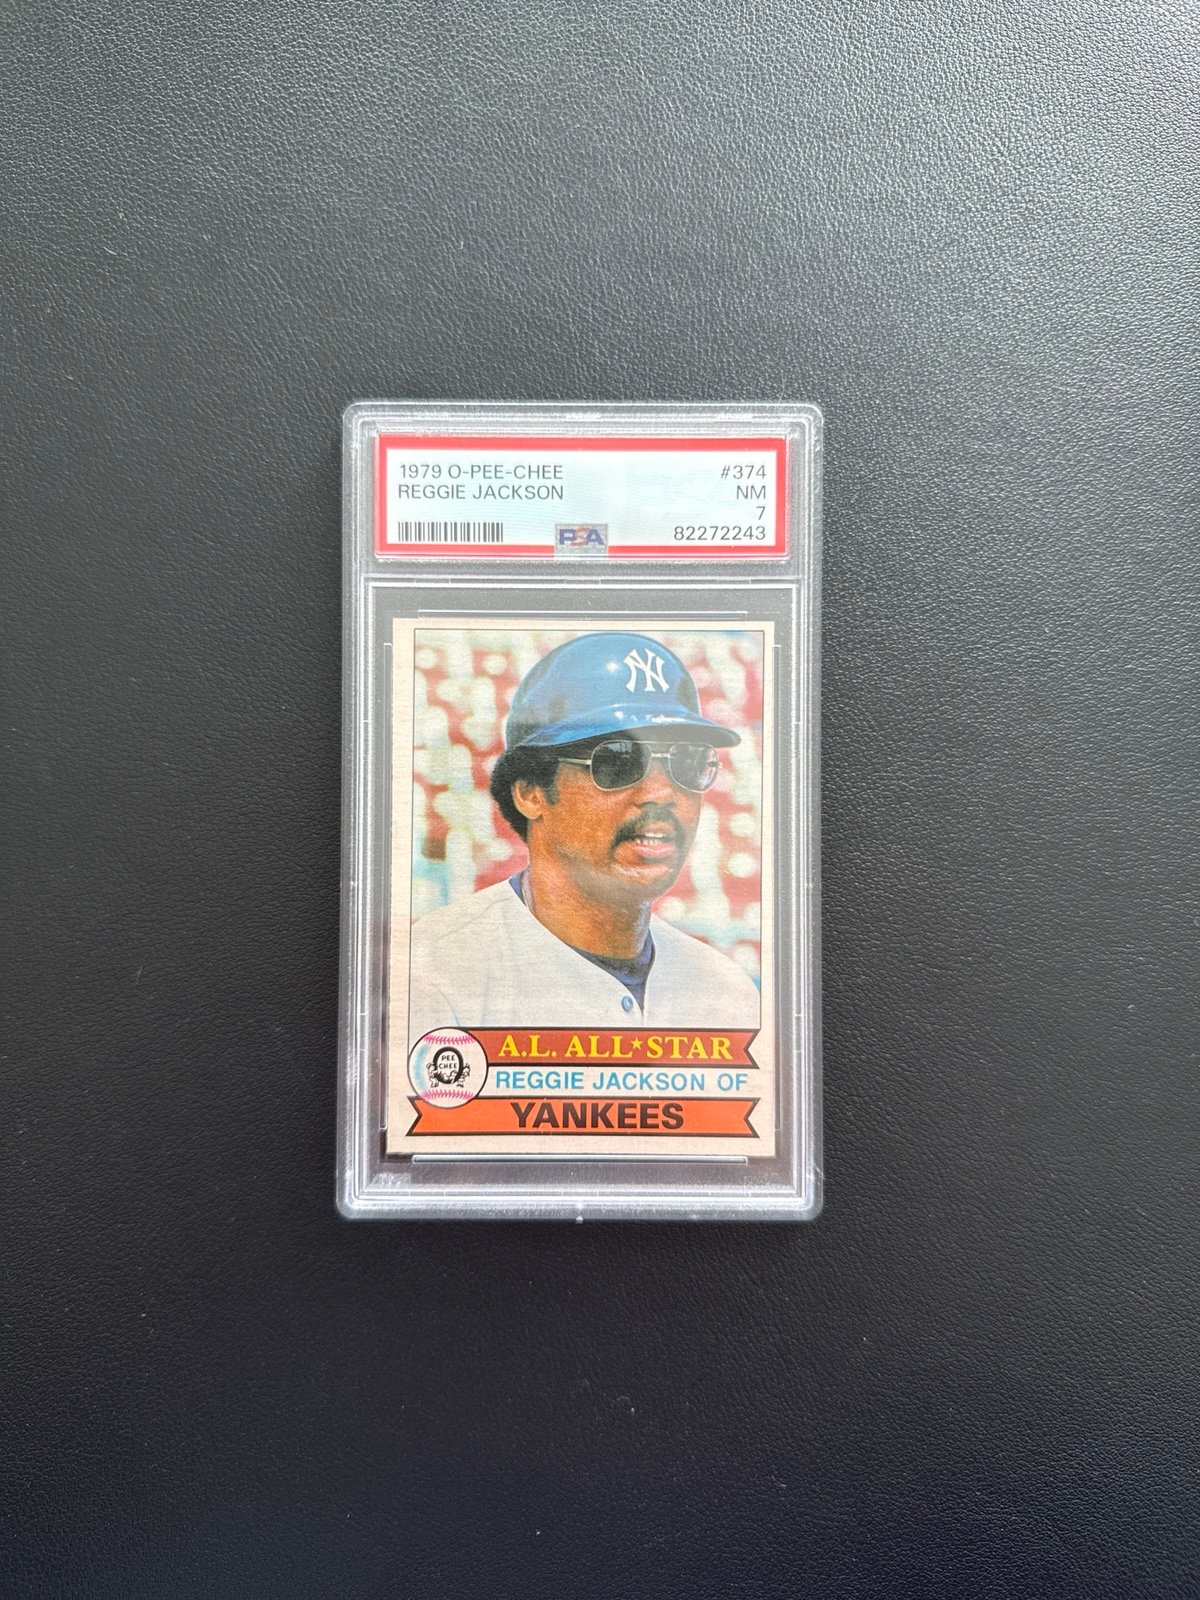 1979 O-PEE-CHEE #374
REGGIE JACKSON NM
7
PSA 82272243
NY
A.L. ALL★STAR
O PEE CHEE
REGGIE JACKSON OF
YANKEES